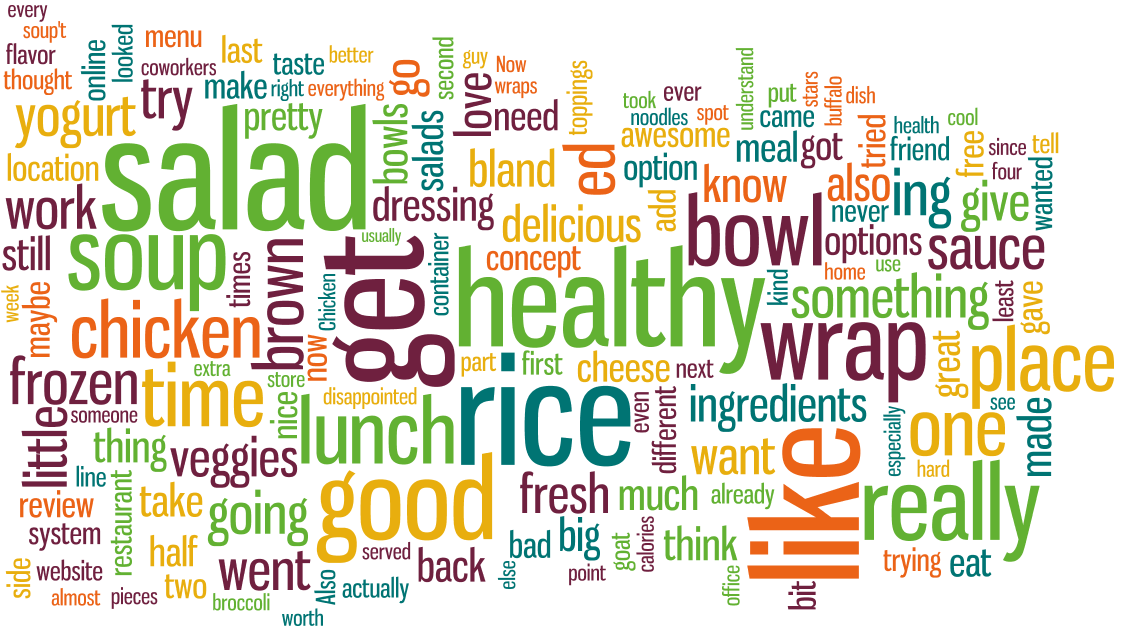 every
soup't
flavor
thought
online
looked
menu
coworkers
last
taste
better
make
right
everything
go
second
guy
Now
wraps
love
need
toppings
took
ever
noodles
spot
understand
put
came
stars
buffalo
dish
awesome
yogurt
try
pretty
bowls
salads
salad
location
bland
ed
option
meal
got
tried
health
cool
friend
free
since
tell
four
know
also
ing
give
wanted
work
dressing
delicious
add
bowl
never
options
sauce
still
soup
usually
container
concept
healthy
home
use
kind
something
least
gave
week
maybe
times
brown
Chicken
get
chicken
now
wrap
great
place
frozen
extra
time
store
nice
disappointed
part
first
cheese
next
ingredients
see
made
little
someone
lunch
rice
even
different
especially
one
hard
thing
veggies
line
want
like
really
review
restaurant
take
going
good
fresh
much
already
system
half
served
back
bad
big
goat
calories
think
trying
eat
side
website
two
went
Also
actually
else
point
office
bit
almost
pieces
broccoli
worth